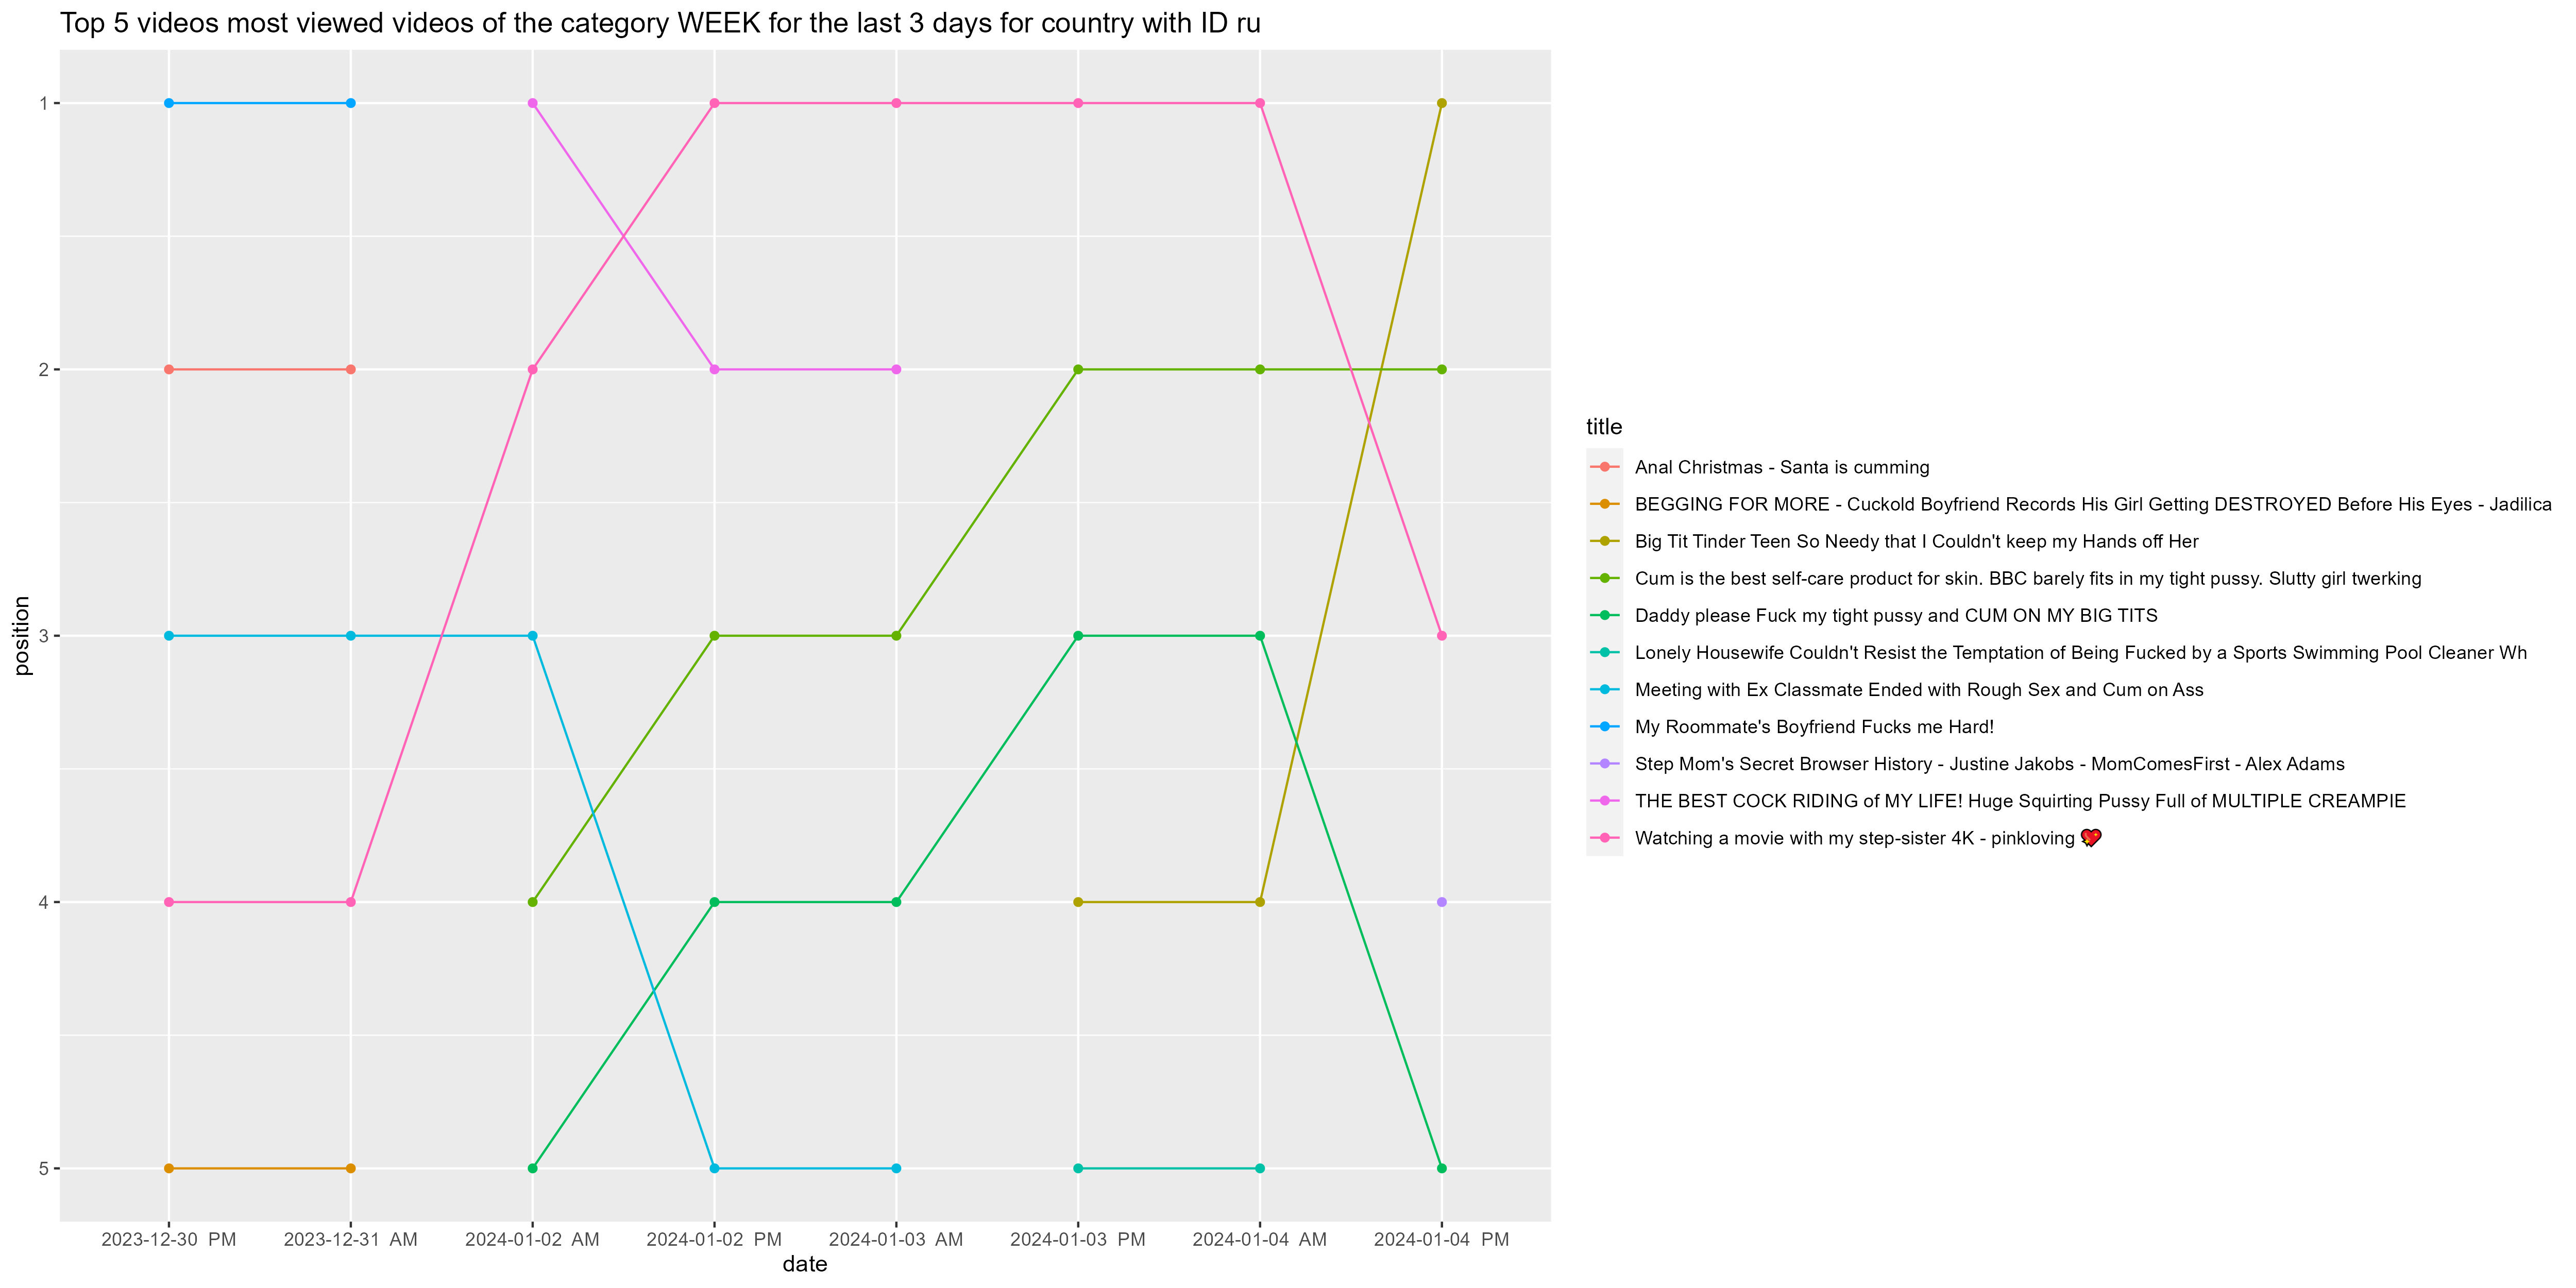 Top 5 videos most viewed videos of the category WEEK for the last 3 days for country with ID ru
position
1
2
3
4
5
2023-12-30 PM
2023-12-31 AM
2024-01-02 AM
2024-01-02 PM
2024-01-03 AM
2024-01-03 PM
2024-01-04 AM
2024-01-04 PM
date
title
Anal Christmas - Santa is cumming
BEGGING FOR MORE - Cuckold Boyfriend Records His Girl Getting DESTROYED Before His Eyes - Jadilica
Big Tit Tinder Teen So Needy that I Couldn't keep my Hands off Her
Cum is the best self-care product for skin. BBC barely fits in my tight pussy. Slutty girl twerking
Daddy please Fuck my tight pussy and CUM ON MY BIG TITS
Lonely Housewife Couldn't Resist the Temptation of Being Fucked by a Sports Swimming Pool Cleaner Wh
Meeting with Ex Classmate Ended with Rough Sex and Cum on Ass
My Roommate's Boyfriend Fucks me Hard!
Step Mom's Secret Browser History - Justine Jakobs - MomComesFirst - Alex Adams
THE BEST COCK RIDING of MY LIFE! Huge Squirting Pussy Full of MULTIPLE CREAMPIE
Watching a movie with my step-sister 4K - pinkloving 💖